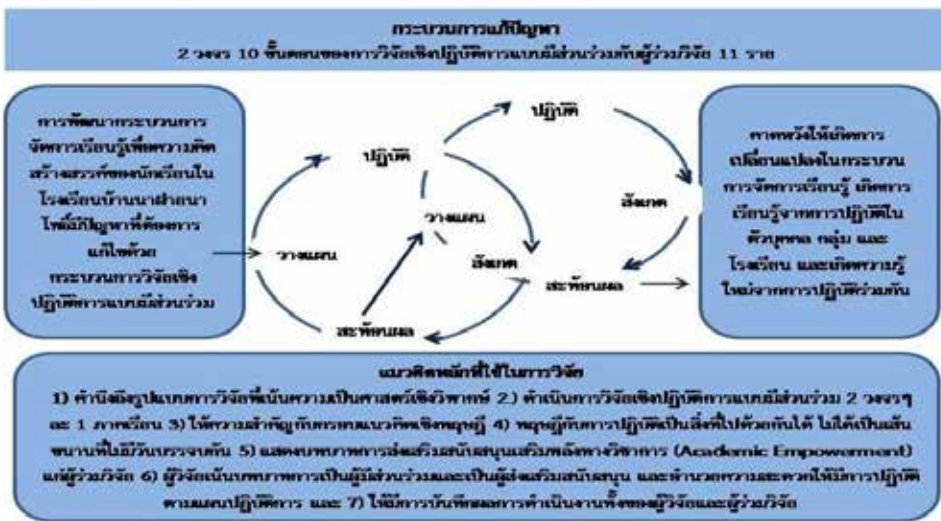 กระบวนการแก้ปัญหา
2 วงจร 10 ขั้นตอนของการวิจัยเชิงปฏิบัติการแบบมีส่วนร่วมกับผู้ร่วมวิจัย 11 ราย
การพัฒนากระบวนการ
จัดการเรียนรู้เพื่อความคิด
สร้างสรรค์ของนักเรียนใน
โรงเรียนบ้านนาฝายนา
โพธิ์มีปัญหาที่ต้องการ
แก้ไขด้วย
กระบวนการวิจัยเชิง
ปฏิบัติการแบบมีส่วนร่วม
วางแผน
ปฏิบัติ
สังเกต
สะท้อนผล
วางแผน
ปฏิบัติ
สังเกต
สะท้อนผล
คาดหวังให้เกิดการ
เปลี่ยนแปลงในกระบวน
การจัดการเรียนรู้ เกิดการ
เรียนรู้จากการปฏิบัติใน
ตัวบุคคล กลุ่ม และ
โรงเรียน และเกิดความรู้
ใหม่จากการปฏิบัติร่วมกัน
แนวคิดหลักที่ใช้ในการวิจัย
1) คำนึงถึงรูปแบบการวิจัยที่เน้นความเป็นศาสตร์เชิงวิพากษ์ 2) ดำเนินการวิจัยเชิงปฏิบัติการแบบมีส่วนร่วม 2 วงจรๆ
ละ 1 ภาคเรียน 3) ให้ความสำคัญกับกรอบแนวคิดเชิงทฤษฎี 4) ทฤษฎีกับการปฏิบัติเป็นสิ่งที่ไปด้วยกันได้ ไม่ได้เป็นเส้น
ขนานที่ไม่มีวันบรรจบกัน 5) แสดงบทบาทการส่งเสริมสนับสนุนเสริมพลังทางวิชาการ (Academic Empowerment)
แก่ผู้ร่วมวิจัย 6) ผู้วิจัยเน้นบทบาทการเป็นผู้มีส่วนร่วมและเป็นผู้ส่งเสริมสนับสนุน และอำนวยความสะดวกให้มีการปฏิบัติ
ตามแผนปฏิบัติการ และ 7) ให้มีการบันทึกผลการดำเนินงานทั้งของผู้วิจัยและผู้ร่วมวิจัย